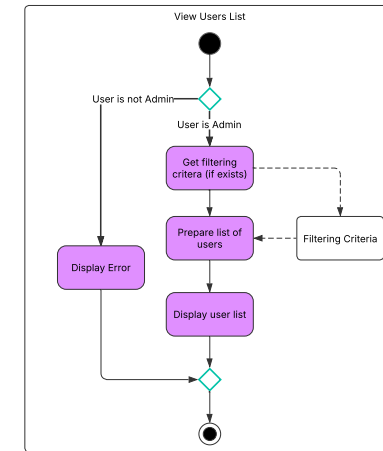 View Users List
User is not Admin
User is Admin
Get filtering
critera (if exists)
Prepare list of
users
Filtering Criteria
Display Error
Display user list